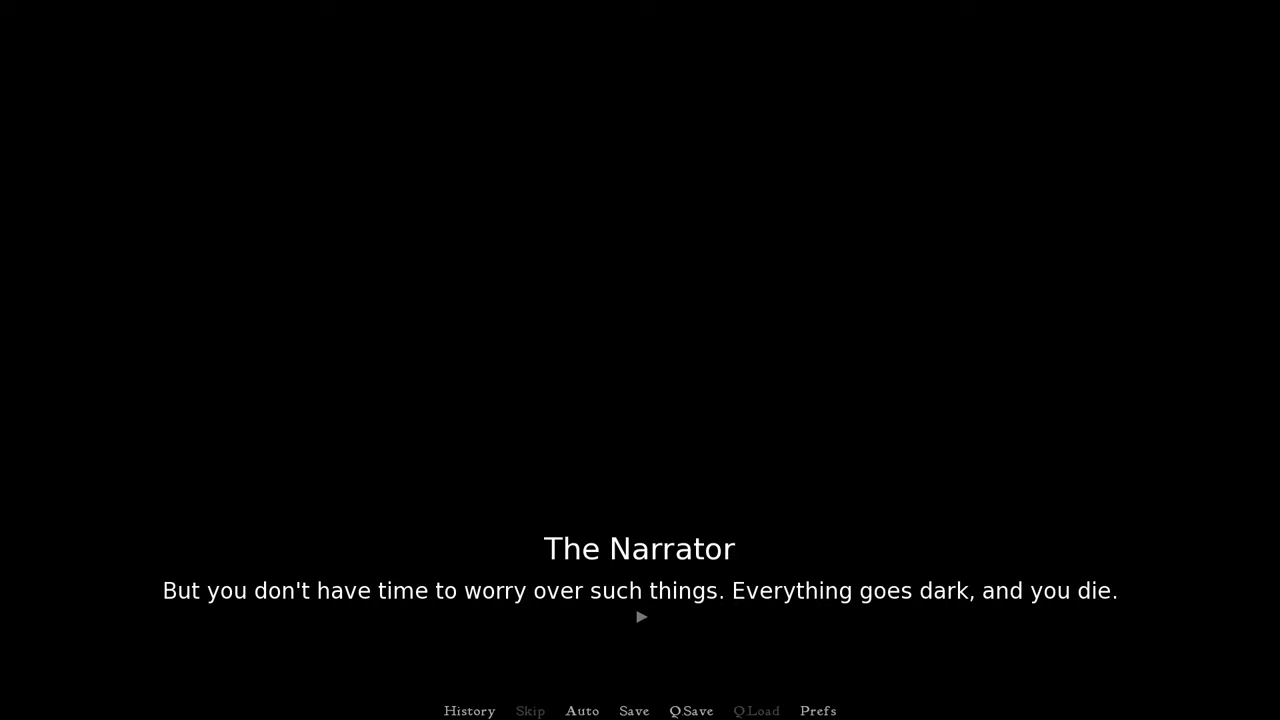 The Narrator
But you don't have time to worry over such things. Everything goes dark, and you die.
History Skip Auto Save Q.Save Q.Load Prefs